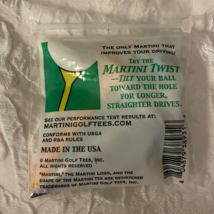 THE ONLY MARTINI THAT
IMPROVES YOUR DRIVING!
TRY THE
MARTINI TWIST
–TILT YOUR BALL
TOWARD THE HOLE
FOR LONGER,
STRAIGHTER DRIVES.
SEE OUR PERFORMANCE TEST RESULTS AT:
MARTINIGOLFTEES.COM
CONFORMS WITH USGA
AND R&A RULES
MADE IN THE USA
© MARTINI GOLF TEES, INC.
ALL RIGHTS RESERVED
"MARTINI," THE MARTINI LOGO, AND THE
SHAPE OF THE MARTINI TEE ARE REGISTERED
TRADEMARKS OF MARTINI GOLF TEES, INC.